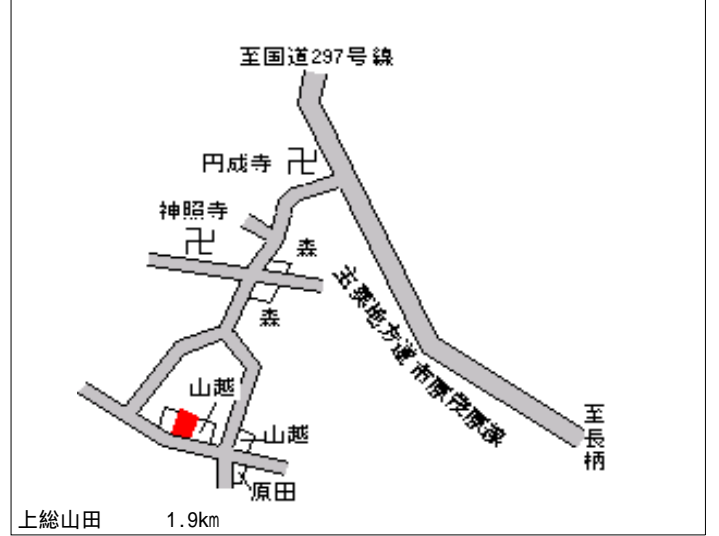 至国道297号線
円成寺
神照寺
森
森
主要地方道市原茂原線
山越
山越
至長柄
原田
上総山田 1.9km